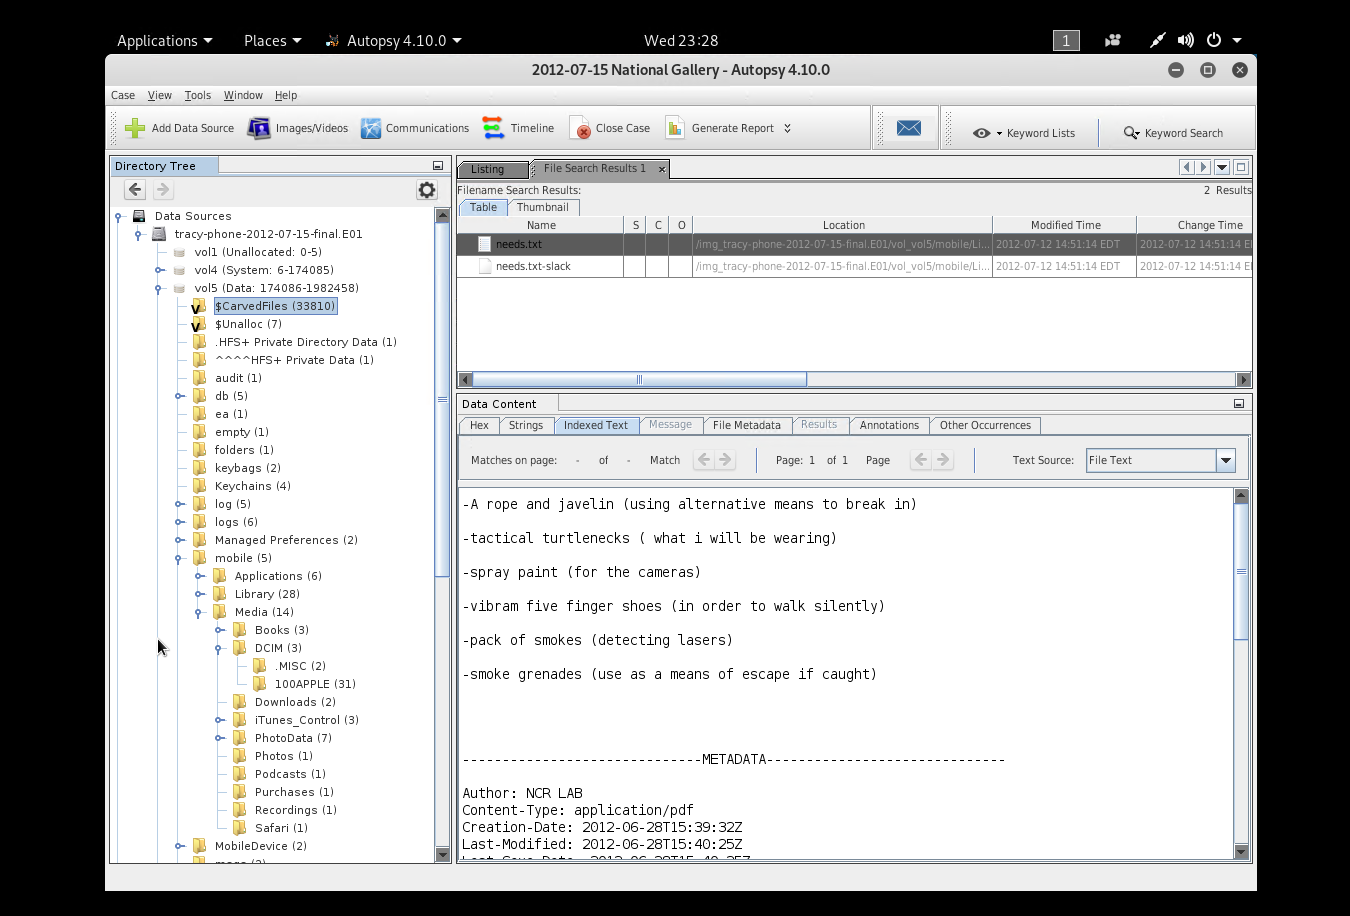 Applications Places Autopsy 4.10.0 Wed 23:28 1
2012-07-15 National Gallery - Autopsy 4.10.0
Case View Tools Window Help
Add Data Source Images/Videos Communications Timeline Close Case Generate Report Keyword Lists Keyword Search
Directory Tree
Data Sources
tracy-phone-2012-07-15-final.E01
vol1 (Unallocated: 0-5)
vol4 (System: 6-174085)
vol5 (Data: 174086-1982458)
$CarvedFiles (33810)
$Unalloc (7)
.HFS+ Private Directory Data (1)
^^^^HFS+ Private Data (1)
audit (1)
db (5)
ea (1)
empty (1)
folders (1)
keybags (2)
Keychains (4)
log (5)
logs (6)
Managed Preferences (2)
mobile (5)
Applications (6)
Library (28)
Media (14)
Books (3)
DCIM (3)
.MISC (2)
100APPLE (31)
Downloads (2)
iTunes_Control (3)
PhotoData (7)
Photos (1)
Podcasts (1)
Purchases (1)
Recordings (1)
Safari (1)
MobileDevice (2)
Listing File Search Results 1
Filename Search Results: 2 Results
Table Thumbnail
Name S C O Location Modified Time Change Time
needs.txt /img_tracy-phone-2012-07-15-final.E01/vol_vol5/mobile/Li... 2012-07-12 14:51:14 EDT 2012-07-12 14:51:14 E
needs.txt-slack /img_tracy-phone-2012-07-15-final.E01/vol_vol5/mobile/Li... 2012-07-12 14:51:14 EDT 2012-07-12 14:51:14 E
Data Content
Hex Strings Indexed Text Message File Metadata Results Annotations Other Occurrences
Matches on page: - of - Match Page: 1 of 1 Page Text Source: File Text
-A rope and javelin (using alternative means to break in)
-tactical turtlenecks ( what i will be wearing)
-spray paint (for the cameras)
-vibram five finger shoes (in order to walk silently)
-pack of smokes (detecting lasers)
-smoke grenades (use as a means of escape if caught)
------------------------------METADATA------------------------------
Author: NCR LAB
Content-Type: application/pdf
Creation-Date: 2012-06-28T15:39:32Z
Last-Modified: 2012-06-28T15:40:25Z